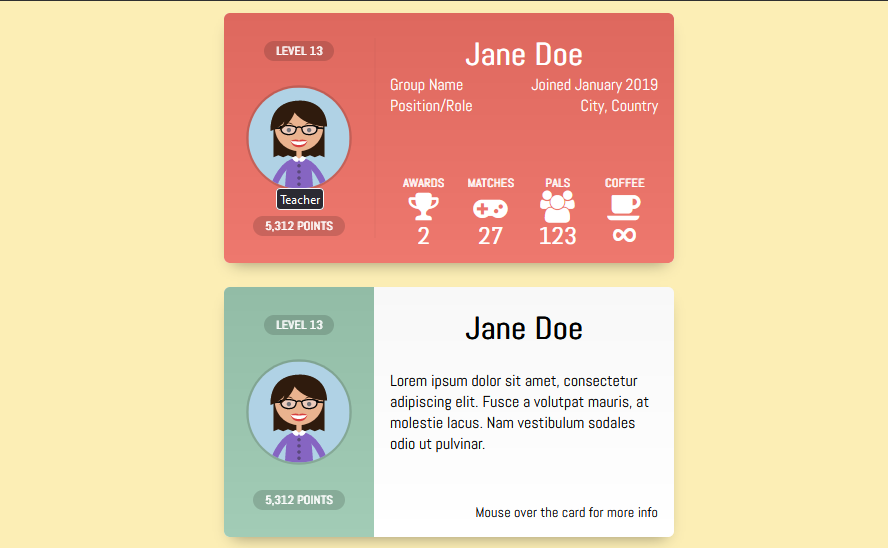 LEVEL 13
Teacher
5,312 POINTS
Jane Doe
Group Name Joined January 2019
Position/Role City, Country
AWARDS MATCHES PALS COFFEE
2 27 123 ∞
LEVEL 13
5,312 POINTS
Jane Doe
Lorem ipsum dolor sit amet, consectetur
adipiscing elit. Fusce a volutpat mauris, at
molestie lacus. Nam vestibulum sodales
odio ut pulvinar.
Mouse over the card for more info